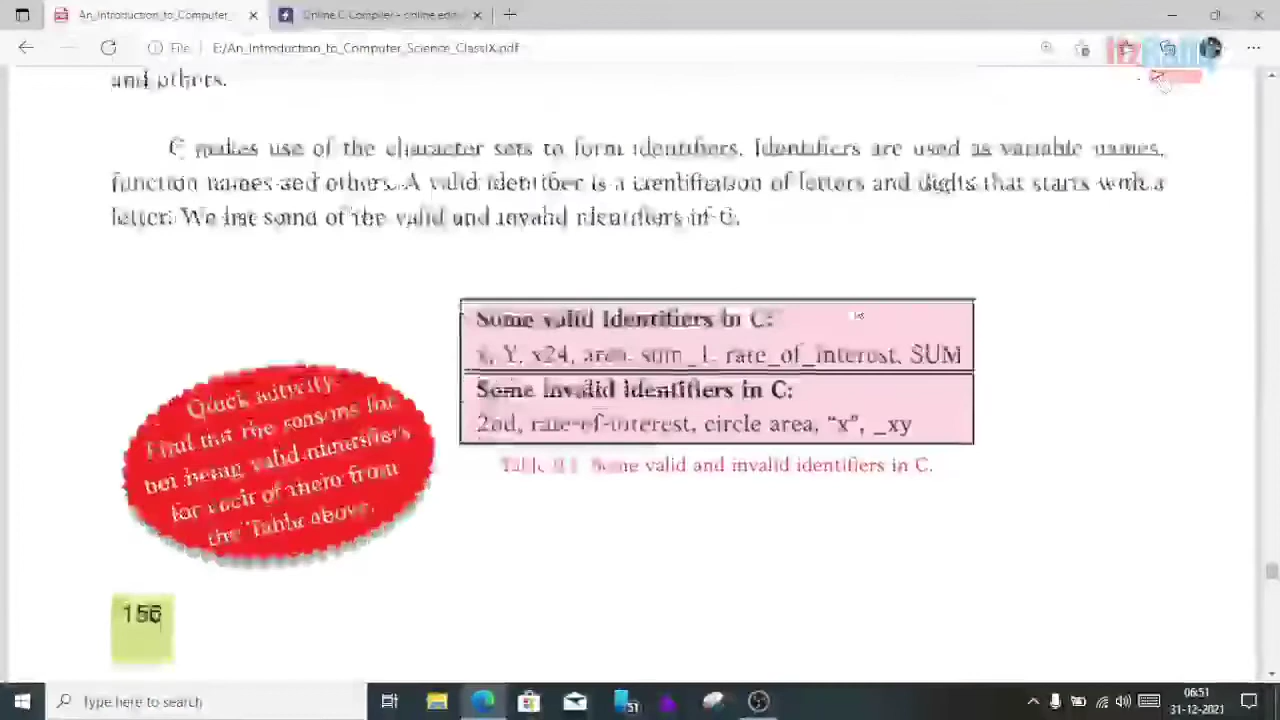 An_Introduction_to_Computer_
Online C Compiler - online edit
File
E:/An_Introduction_to_Computer_Science_ClassIX.pdf
and others.
C makes use of the character sets to form identifiers. Identifiers are used as variable names,
function names and others. A valid identifier is a of letters and digits that starts with a
letter. We list some of the valid and invalid identifiers in C.
Some valid Identifiers in C:
Y, x24, area, sum_1, rate_of_interest, SUM
Some invalid identifiers in C:
2nd, rate-of-interest, circle area, “x”, _xy
Table 9.1 Some valid and invalid identifiers in C.
Quick activity-
Find out the reasons for
not being valid identifiers
for each of them from
the Table above.
156
Type here to search
51
06:51
31-12-2021